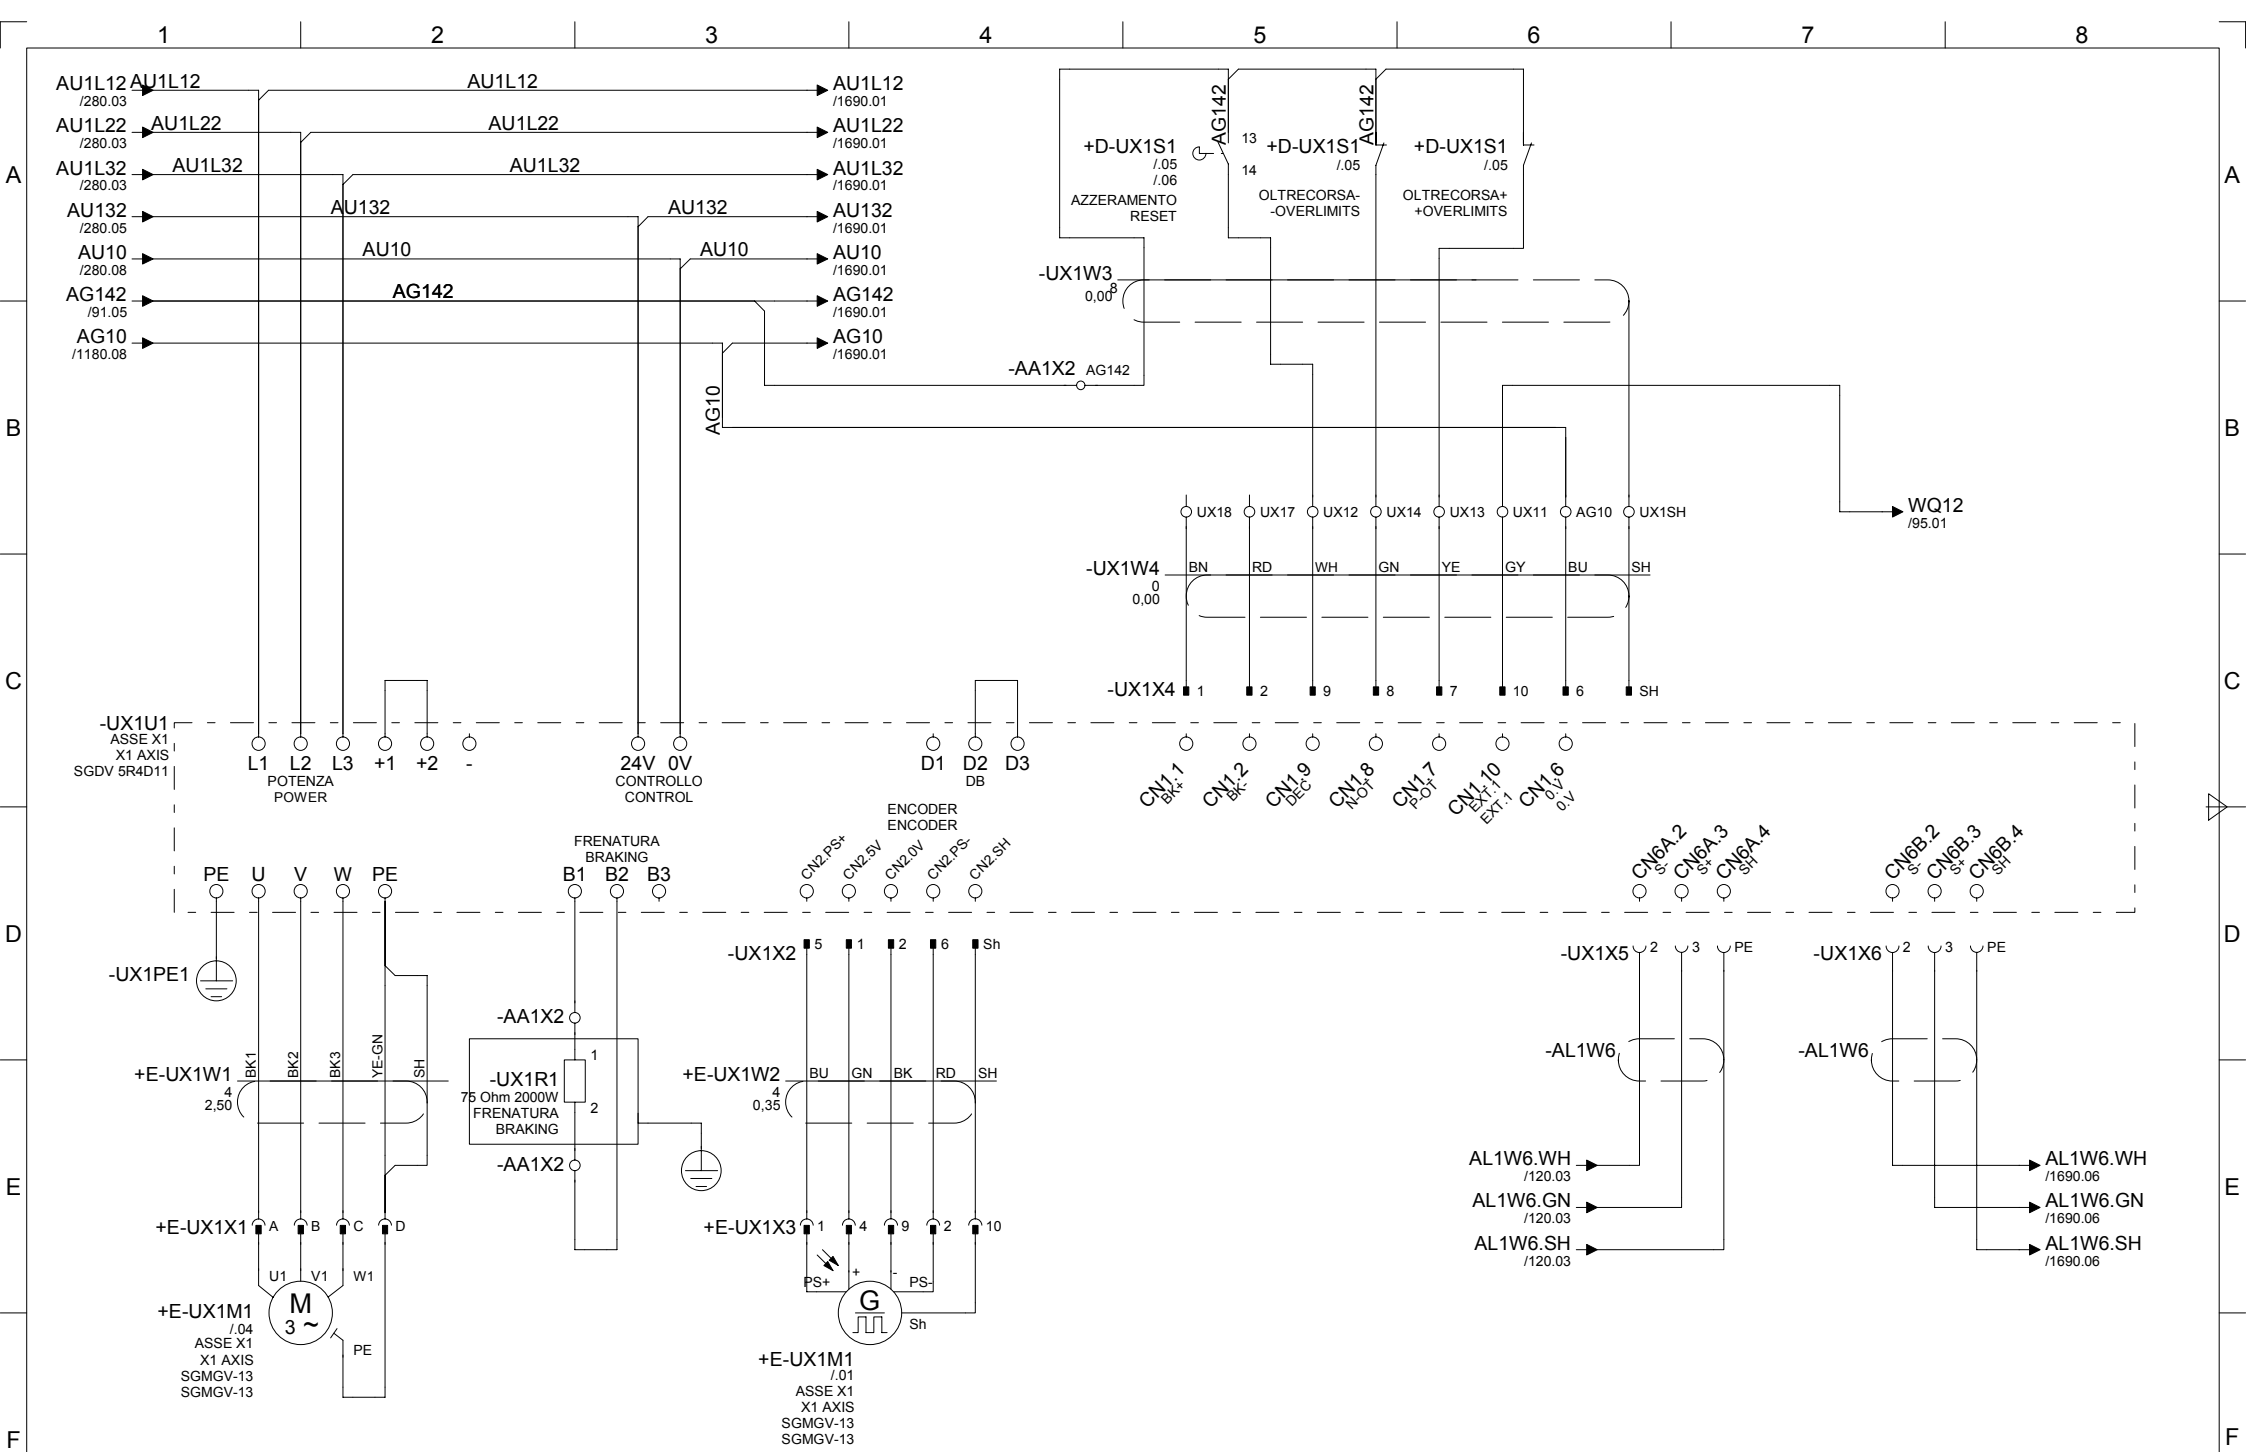 1 2 3 4 5 6 7 8
AU1L12 AU1L12 AU1L12 AU1L12
/280.03 /1690.01
AU1L22 AU1L22 AU1L22 AU1L22
/280.03 /1690.01
AU1L32 AU1L32 AU1L32 AU1L32
/280.03 /1690.01
AU132 AU132 AU132 AU132
/280.05 /1690.01
AU10 AU10 AU10 AU10
/280.08 /1690.01
AG142 AG142 AG142
/91.05 /1690.01
AG10 AG10
/1180.08 /1690.01
AG10
A A
B B
C C
D D
E E
F F
AG142
AG142
+D-UX1S1
/.05
/.06
AZZERAMENTO
RESET
13
14
+D-UX1S1
/.05
OLTRECORSA-
-OVERLIMITS
+D-UX1S1
/.05
OLTRECORSA+
+OVERLIMITS
-UX1W3
8
0,00
-AA1X2 AG142
UX18 UX17 UX12 UX14 UX13 UX11 AG10 UX1SH
WQ12
/95.01
-UX1W4 BN RD WH GN YE GY BU SH
0
0,00
-UX1X4 1 2 9 8 7 10 6 SH
-UX1U1
ASSE X1
X1 AXIS
SGDV 5R4D11
L1 L2 L3 +1 +2 -
POTENZA
POWER
24V 0V
CONTROLLO
CONTROL
D1 D2 D3
DB
CN1.1
BK+
CN1.2
BK-
CN1.9
DEC
CN1.8
N-OT
CN1.7
P-OT
CN1.10
EXT.1
EXT.1
CN1.6
0.V
0.V
ENCODER
ENCODER
FRENATURA
BRAKING
PE U V W PE B1 B2 B3
CN2.PS+
CN2.5V
CN2.0V
CN2.PS-
CN2.SH
CN6A.2
S-
CN6A.3
S+
CN6A.4
SH
CN6B.2
S-
CN6B.3
S+
CN6B.4
SH
-UX1PE1
-UX1X2 5 1 2 6 Sh
-UX1X5 2 3 PE
-UX1X6 2 3 PE
-AA1X2
-AL1W6
-AL1W6
+E-UX1W1 BK1 BK2 BK3 YE-GN SH
4
2,50
-UX1R1
75 Ohm 2000W
FRENATURA
BRAKING
1
2
-AA1X2
+E-UX1W2 BU GN BK RD SH
4
0,35
AL1W6.WH
/120.03
AL1W6.GN
/120.03
AL1W6.SH
/120.03
AL1W6.WH
/1690.06
AL1W6.GN
/1690.06
AL1W6.SH
/1690.06
+E-UX1X1 A B C D
+E-UX1X3 1 4 9 2 10
U1 V1 W1
M
3 ~
PE
+E-UX1M1
/.04
ASSE X1
X1 AXIS
SGMGV-13
SGMGV-13
PS+ + - PS-
G
Sh
+E-UX1M1
/.01
ASSE X1
X1 AXIS
SGMGV-13
SGMGV-13